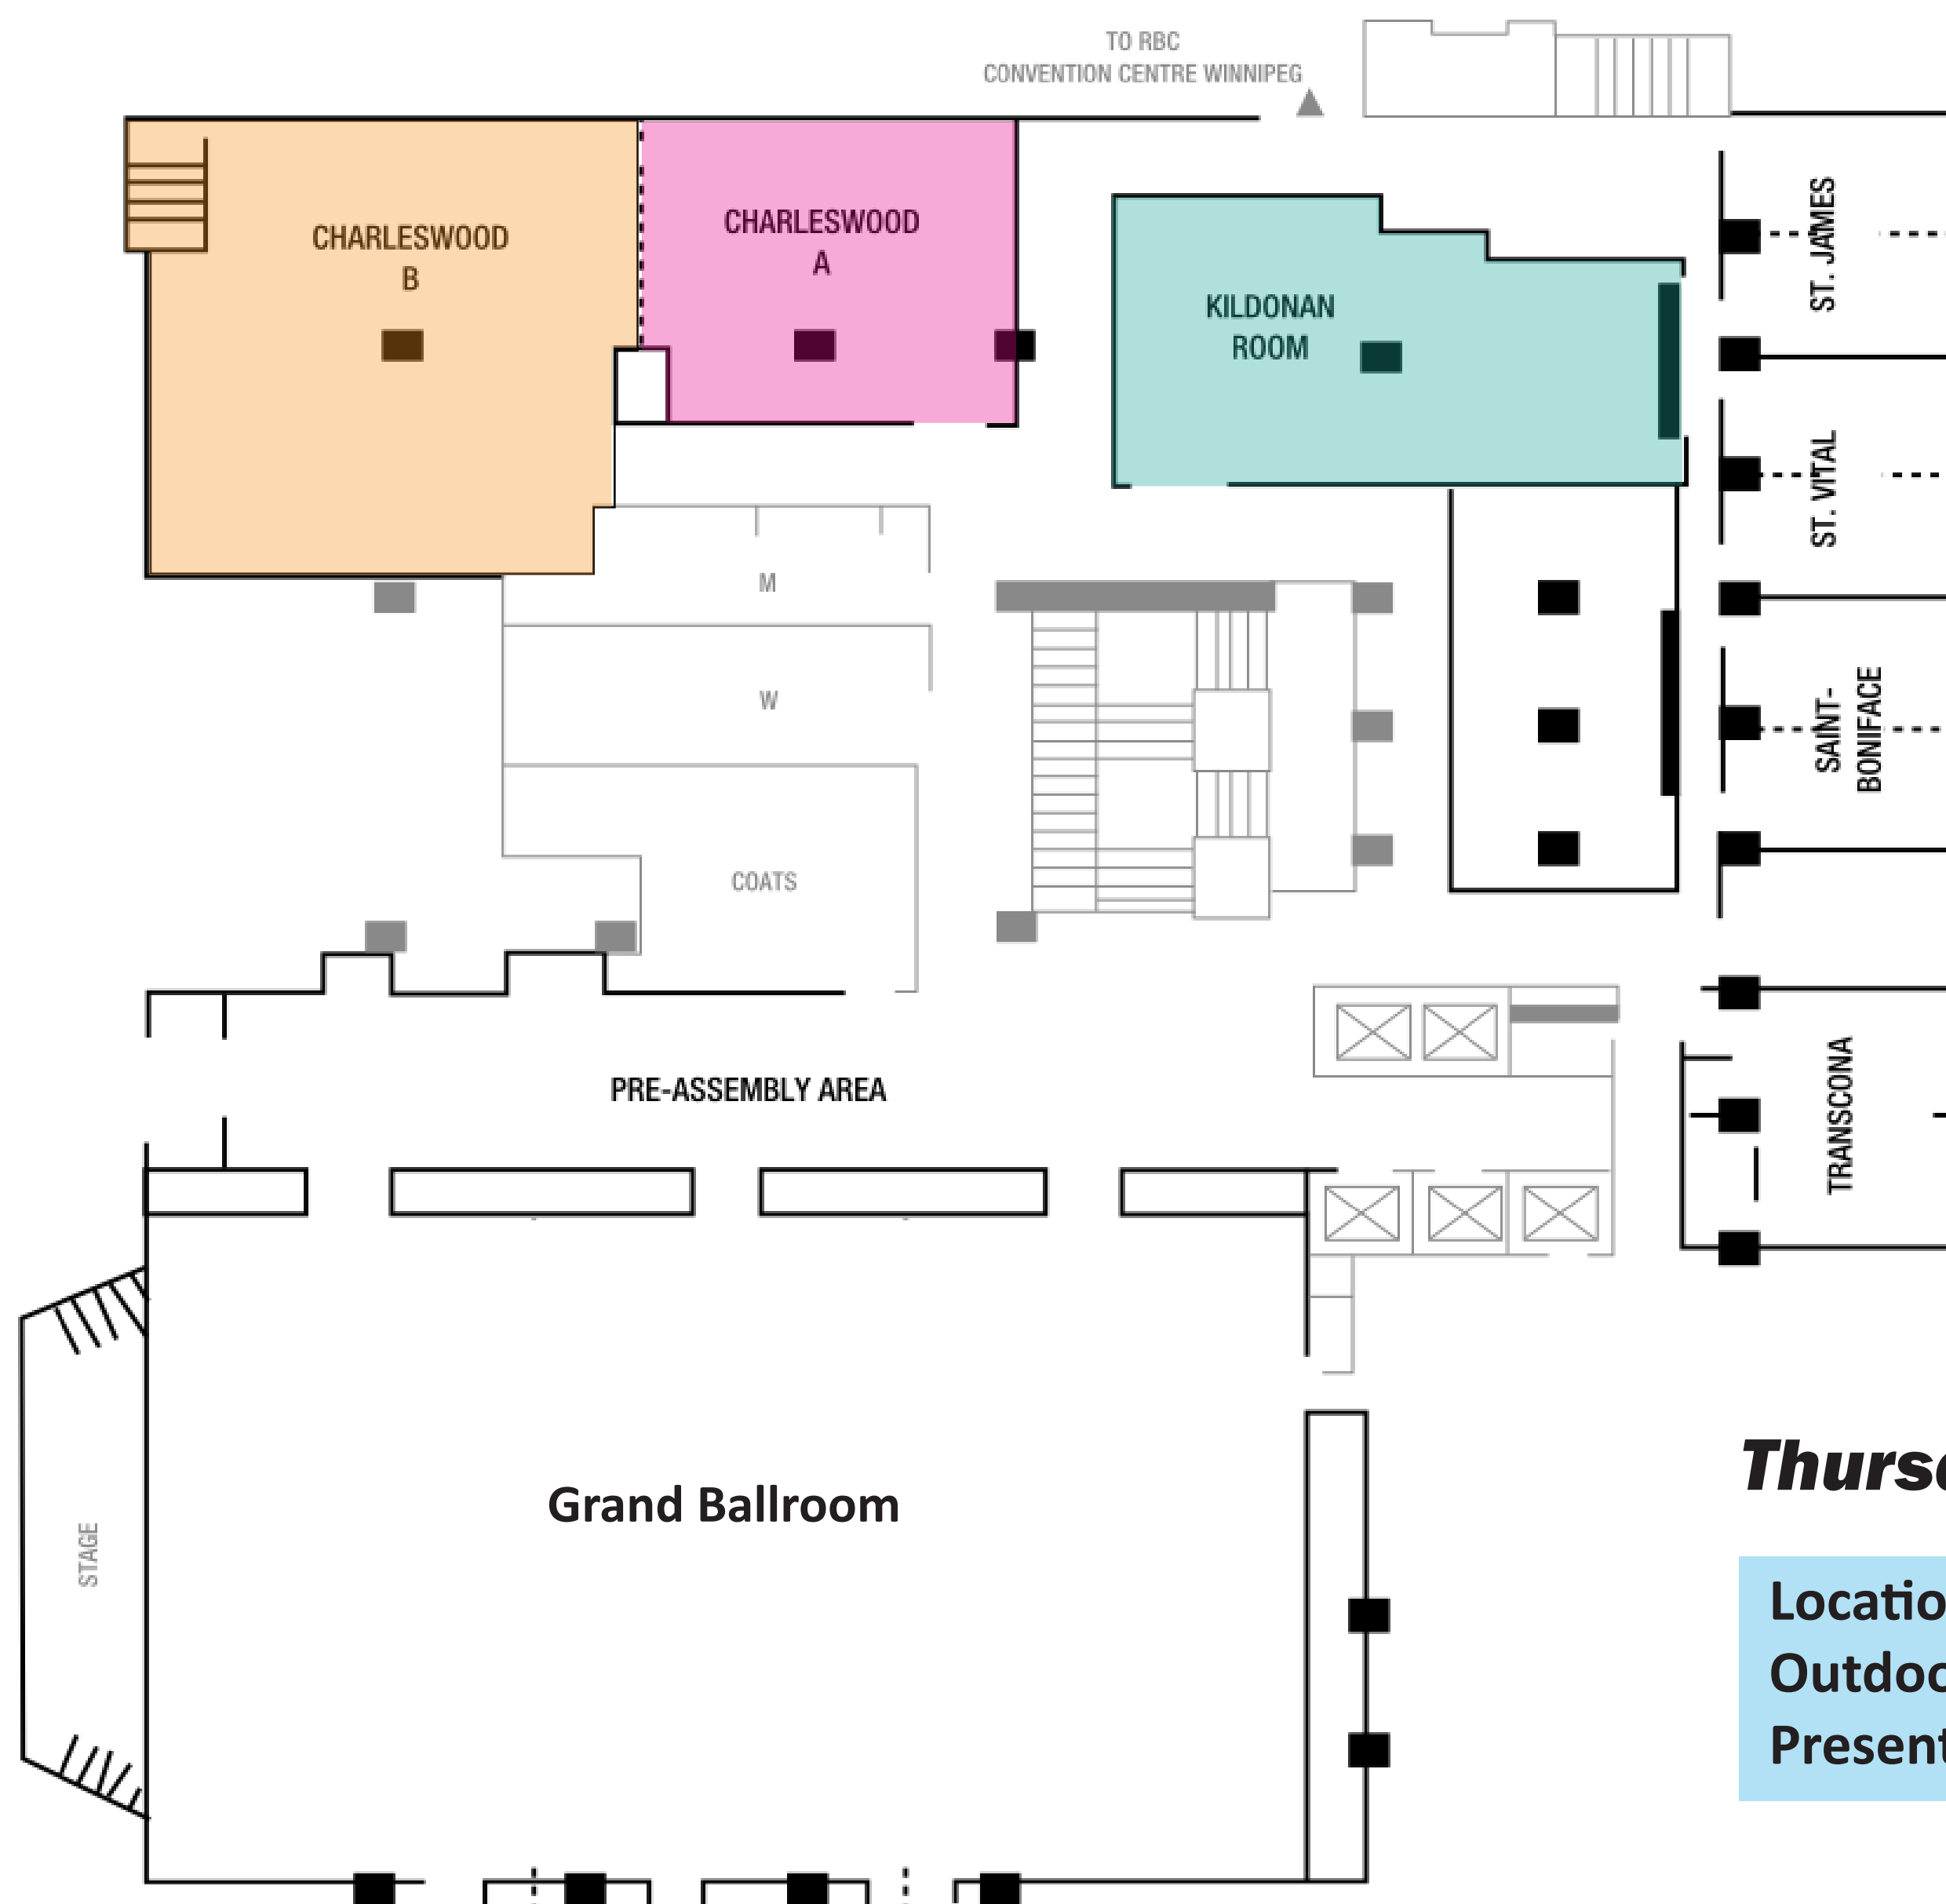 TO RBC
CONVENTION CENTRE WINNIPEG
CHARLESWOOD
B
CHARLESWOOD
A
KILDONAN
ROOM
ST. JAMES
ST. VITAL
SAINT-
BONIFACE
M
W
COATS
PRE-ASSEMBLY AREA
TRANSCONA
Grand Ballroom
STAGE